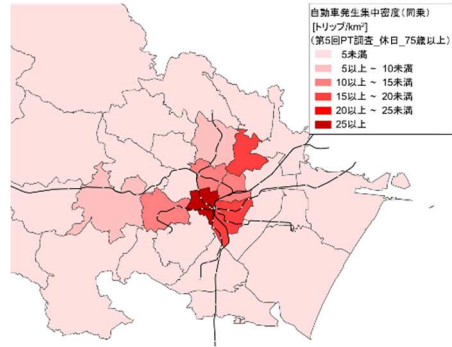 自動車発生集中密度(同乗)
[トリップ/km²]
(第5回PT調査_休日_75歳以上)
5未満
5以上 ~ 10未満
10以上 ~ 15未満
15以上 ~ 20未満
20以上 ~ 25未満
25以上